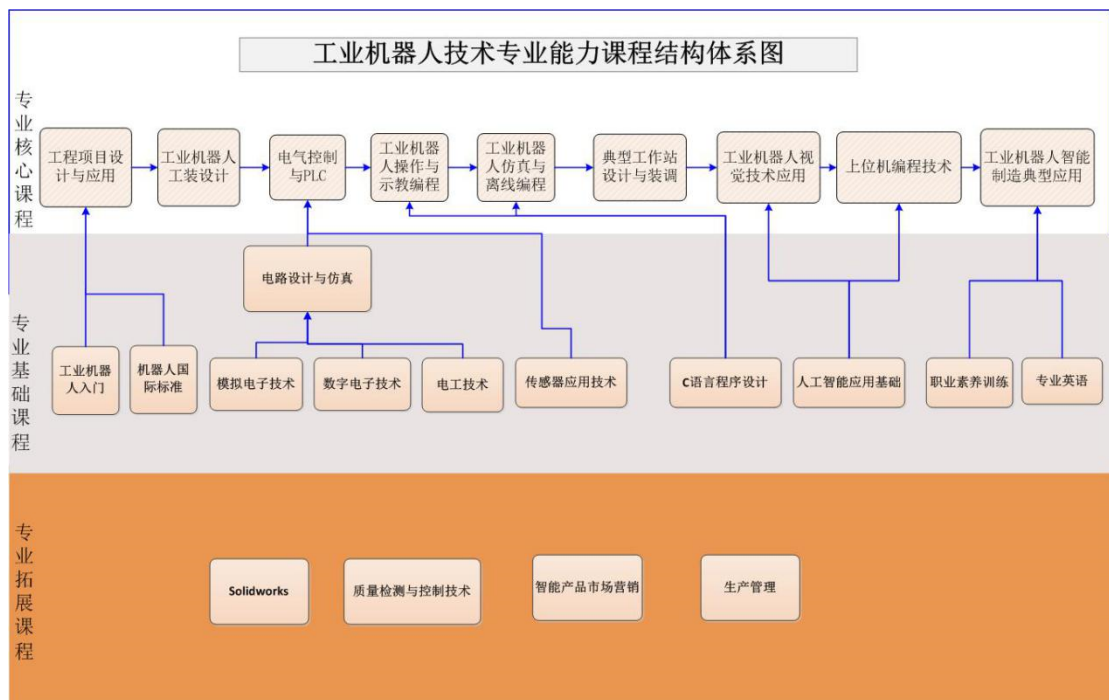 工业机器人技术专业能力课程结构体系图
专业核心课程
工程项目设
计与应用
工业机器人
工装设计
电气控制
与PLC
工业机器
人操作与
示教编程
工业机器
人仿真与
离线编程
典型工作站
设计与装调
工业机器人视
觉技术应用
上位机编程技术
工业机器人智能
制造典型应用
专业基础课程
电路设计与仿真
工业机器
人入门
机器人国
际标准
模拟电子技术
数字电子技术
电工技术
传感器应用技术
C语言程序设计
人工智能应用基础
职业素养训练
专业英语
专业拓展课程
Solidworks
质量检测与控制技术
智能产品市场营销
生产管理